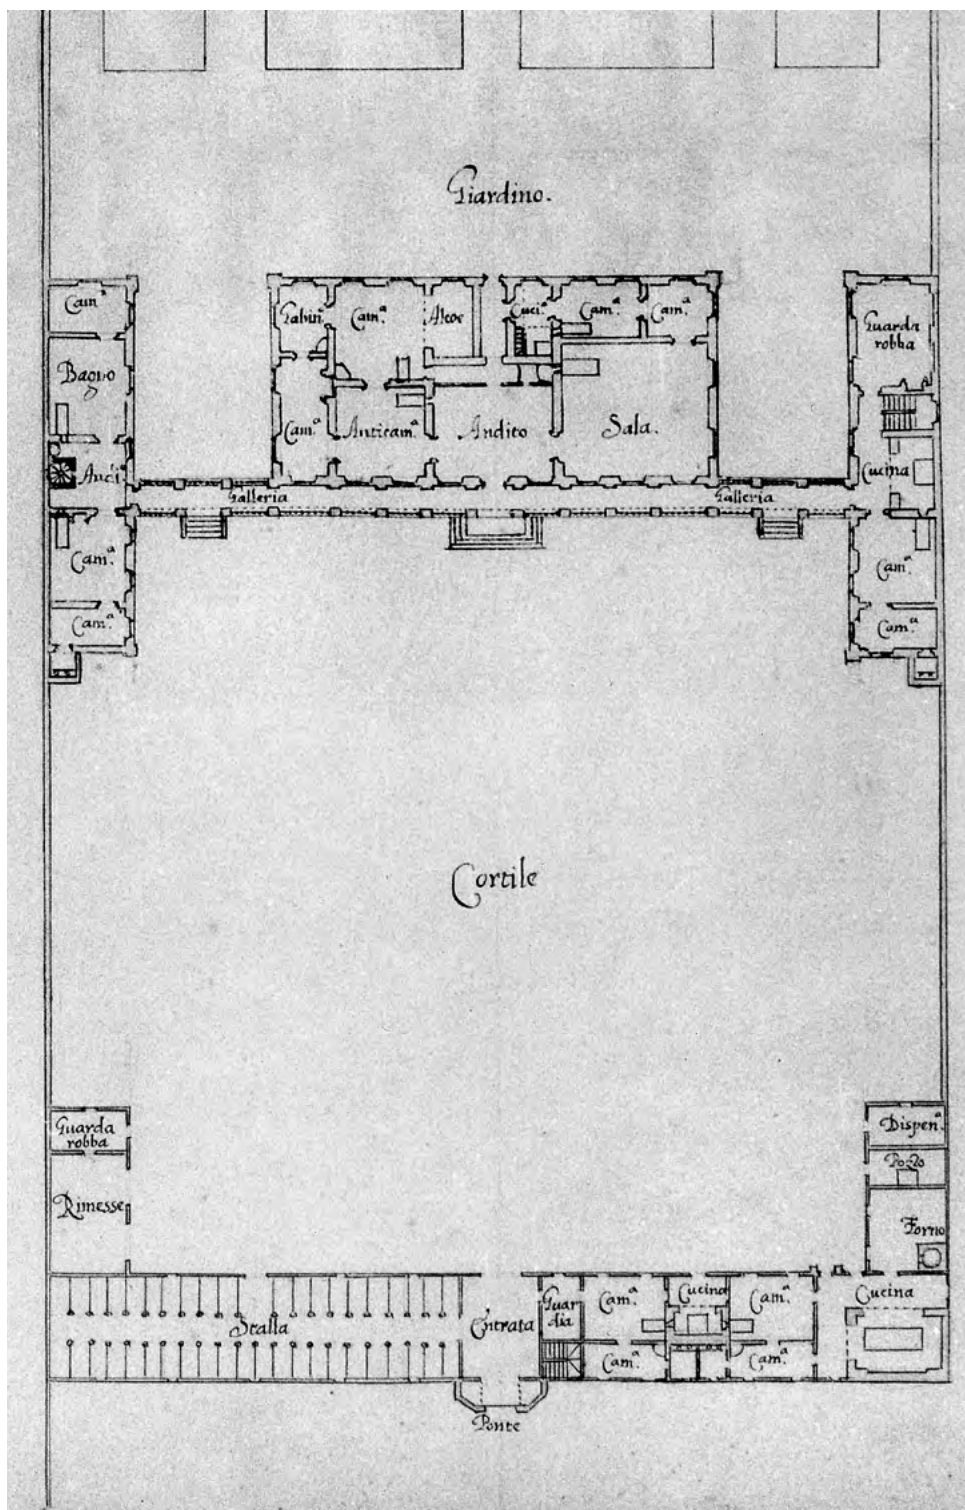 Giardino.
Cam.ª
Gabin.
Cam.ª
Alcoe
Cuci.ª
Cam.ª
Cam.ª
Guarda
robba
Bagno
Cam.ª
Anticam.ª
Andito
Sala.
Andi.
Cucina
Galleria
Galleria
Cam.ª
Cam.ª
Cam.ª
Cam.ª
Cortile
Guarda
robba
Dispen.ª
Pozzo
Rimesse
Forno
Stalla
Entrata
Guar
dia
Cam.ª
Cucina
Cam.ª
Cucina
Cam.ª
Cam.ª
Ponte